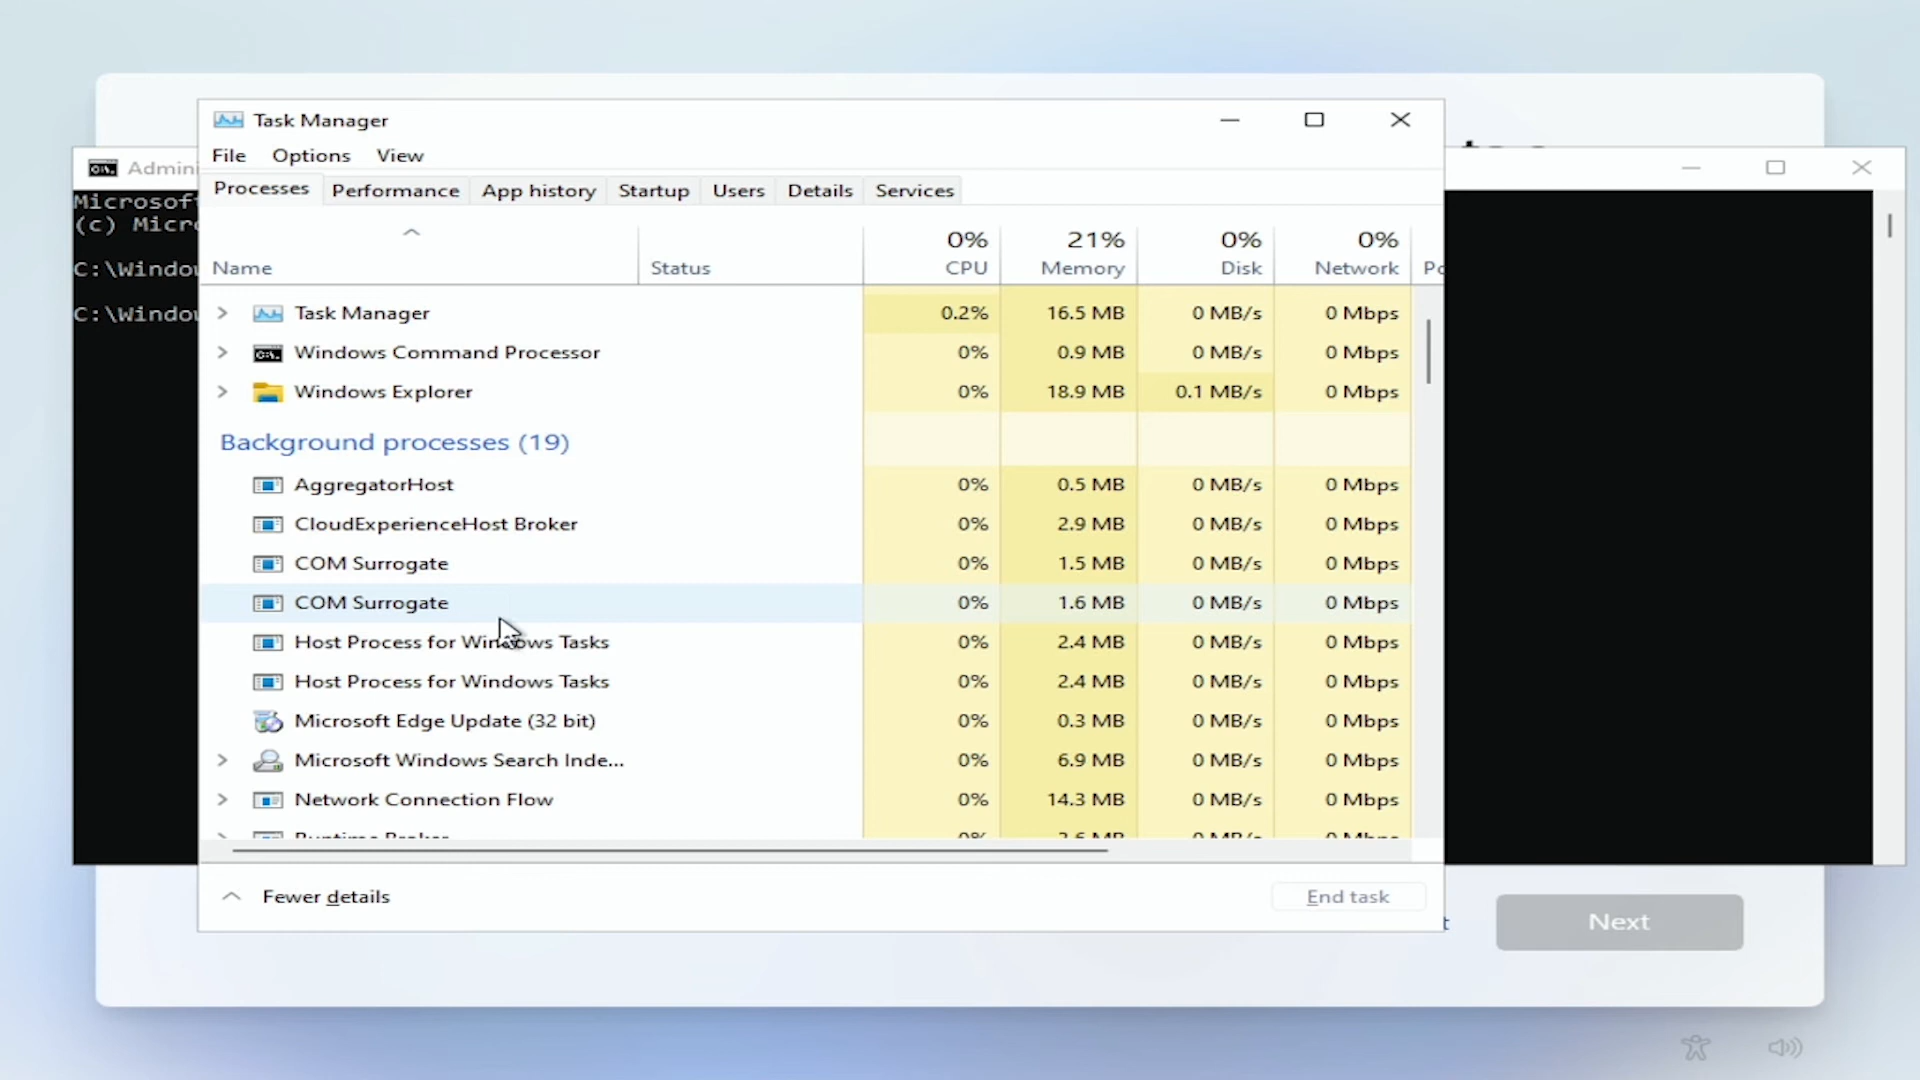 Task Manager
File Options View
Processes Performance App history Startup Users Details Services
Name Status 0% CPU 21% Memory 0% Disk 0% Network
Task Manager 0.2% 16.5 MB 0 MB/s 0 Mbps
Windows Command Processor 0% 0.9 MB 0 MB/s 0 Mbps
Windows Explorer 0% 18.9 MB 0.1 MB/s 0 Mbps
Background processes (19)
AggregatorHost 0% 0.5 MB 0 MB/s 0 Mbps
CloudExperienceHost Broker 0% 2.9 MB 0 MB/s 0 Mbps
COM Surrogate 0% 1.5 MB 0 MB/s 0 Mbps
COM Surrogate 0% 1.6 MB 0 MB/s 0 Mbps
Host Process for Windows Tasks 0% 2.4 MB 0 MB/s 0 Mbps
Host Process for Windows Tasks 0% 2.4 MB 0 MB/s 0 Mbps
Microsoft Edge Update (32 bit) 0% 0.3 MB 0 MB/s 0 Mbps
Microsoft Windows Search Inde... 0% 6.9 MB 0 MB/s 0 Mbps
Network Connection Flow 0% 14.3 MB 0 MB/s 0 Mbps
Fewer details
End task
Admini
Microsof
(c) Micr
C:\Windo
C:\Windo
Next